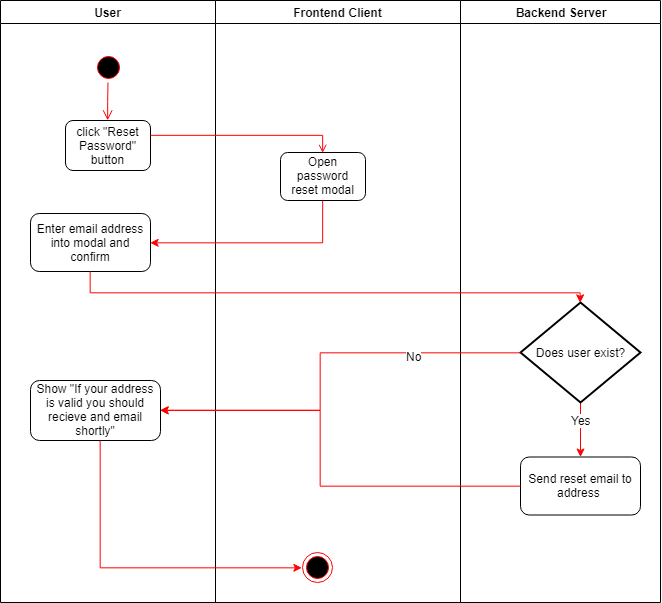 User
Frontend Client
Backend Server
click "Reset
Password"
button
Open
password
reset modal
Enter email address
into modal and
confirm
Does user exist?
No
Show "If your address
is valid you should
recieve and email
shortly"
Yes
Send reset email to
address